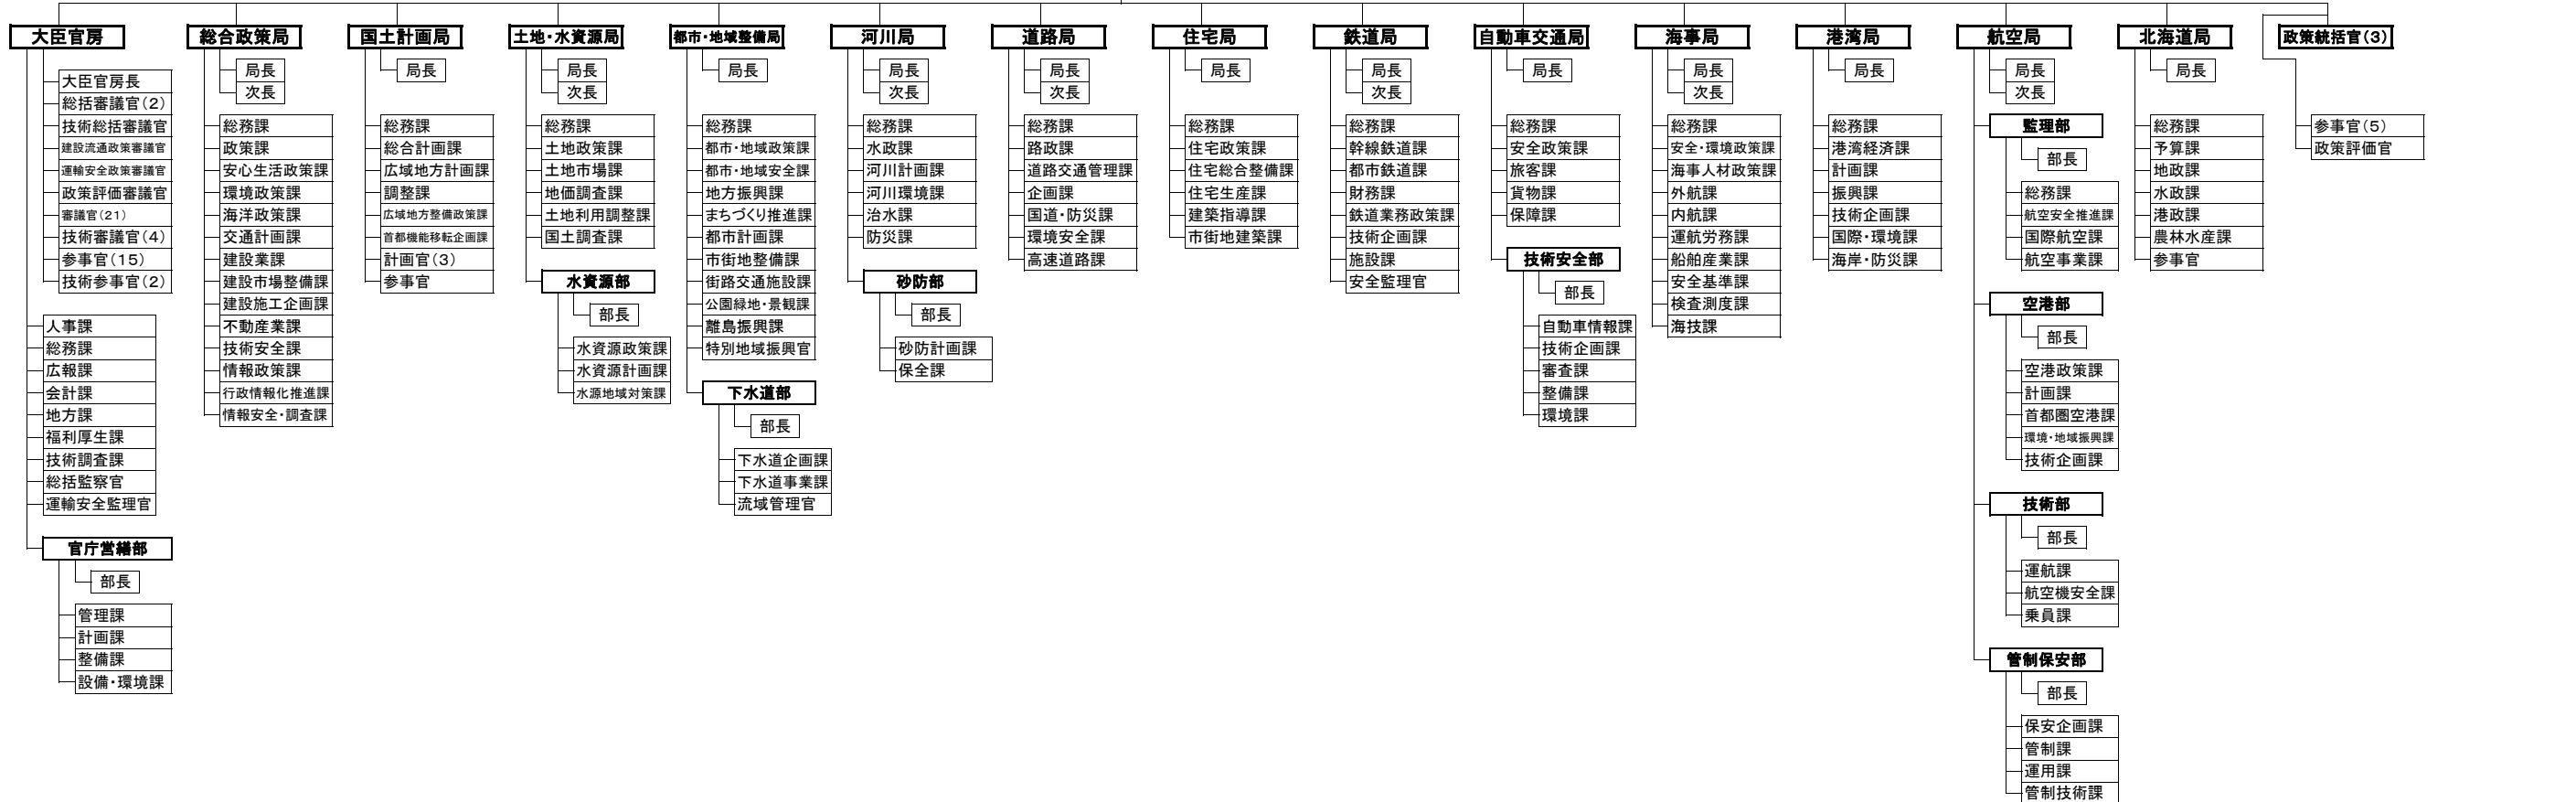 大臣官房
大臣官房長
総括審議官(2)
技術総括審議官
建設流通政策審議官
運輸安全政策審議官
政策評価審議官
審議官(21)
技術審議官(4)
参事官(15)
技術参事官(2)
人事課
総務課
広報課
会計課
地方課
福利厚生課
技術調査課
総括監察官
運輸安全監理官
官庁営繕部
部長
管理課
計画課
整備課
設備・環境課
総合政策局
局長
次長
総務課
政策課
安心生活政策課
環境政策課
海洋政策課
交通計画課
建設業課
建設市場整備課
建設施工企画課
不動産業課
技術安全課
情報政策課
行政情報化推進課
情報安全・調査課
国土計画局
局長
総務課
総合計画課
広域地方計画課
調整課
広域地方整備政策課
首都機能移転企画課
計画官(3)
参事官
土地・水資源局
局長
次長
総務課
土地政策課
土地市場課
地価調査課
土地利用調整課
国土調査課
水資源部
部長
水資源政策課
水資源計画課
水源地域対策課
都市・地域整備局
局長
総務課
都市・地域政策課
都市・地域安全課
地方振興課
まちづくり推進課
都市計画課
市街地整備課
街路交通施設課
公園緑地・景観課
離島振興課
特別地域振興官
下水道部
部長
下水道企画課
下水道事業課
流域管理官
河川局
局長
次長
総務課
水政課
河川計画課
河川環境課
治水課
防災課
砂防部
部長
砂防計画課
保全課
道路局
局長
次長
総務課
路政課
道路交通管理課
企画課
国道・防災課
環境安全課
高速道路課
住宅局
局長
総務課
住宅政策課
住宅総合整備課
住宅生産課
建築指導課
市街地建築課
鉄道局
局長
次長
総務課
幹線鉄道課
都市鉄道課
財務課
鉄道業務政策課
技術企画課
施設課
安全監理官
自動車交通局
局長
総務課
安全政策課
旅客課
貨物課
保障課
技術安全部
部長
自動車情報課
技術企画課
審査課
整備課
環境課
海事局
局長
次長
総務課
安全・環境政策課
海事人材政策課
外航課
内航課
運航労務課
船舶産業課
安全基準課
検査測度課
海技課
港湾局
局長
総務課
港湾経済課
計画課
振興課
技術企画課
国際・環境課
海岸・防災課
航空局
局長
次長
監理部
部長
総務課
航空安全推進課
国際航空課
航空事業課
空港部
部長
空港政策課
計画課
首都圏空港課
環境・地域振興課
技術企画課
技術部
部長
運航課
航空機安全課
乗員課
管制保安部
部長
保安企画課
管制課
運用課
管制技術課
北海道局
局長
総務課
予算課
地政課
水政課
港政課
農林水産課
参事官
政策統括官(3)
参事官(5)
政策評価官